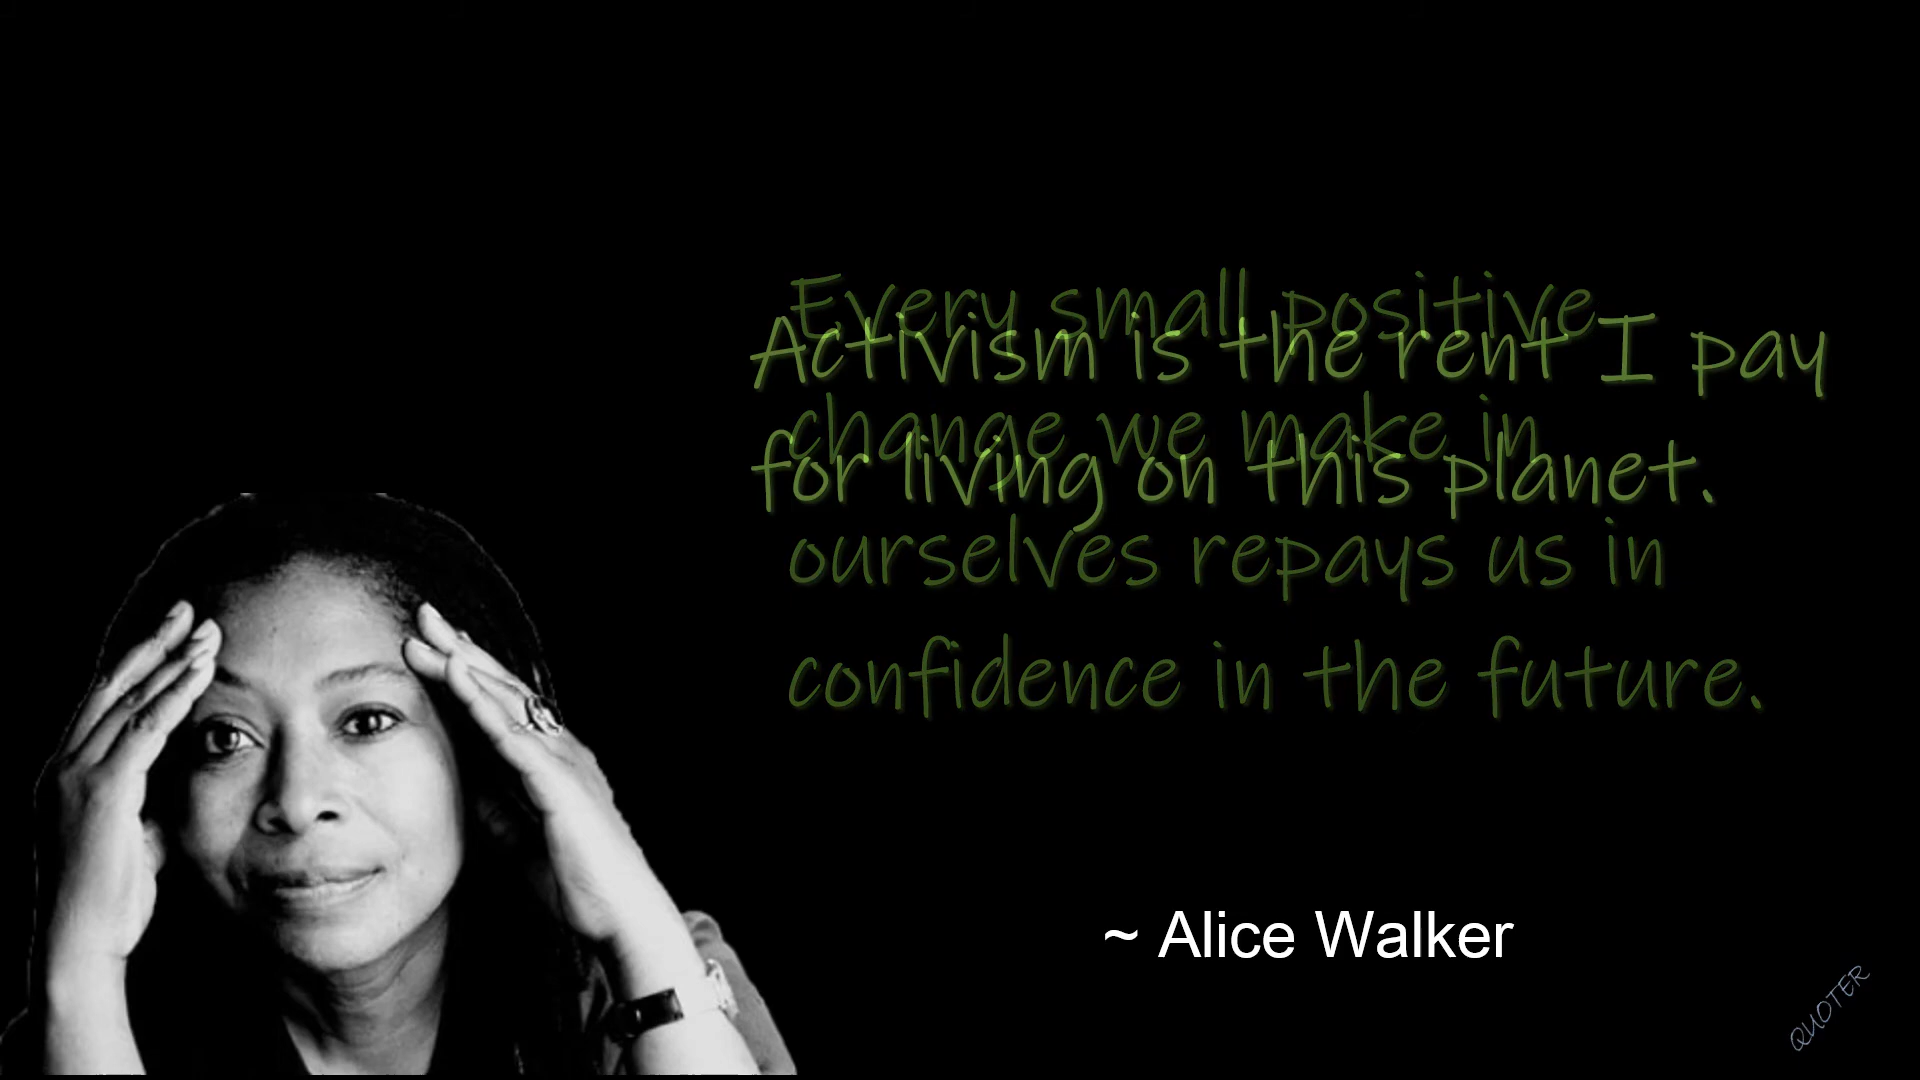 Every small positive
change we make in
ourselves repays us in
confidence in the future.
Activism is the rent I pay
for living on this planet.
~ Alice Walker
QUOTER